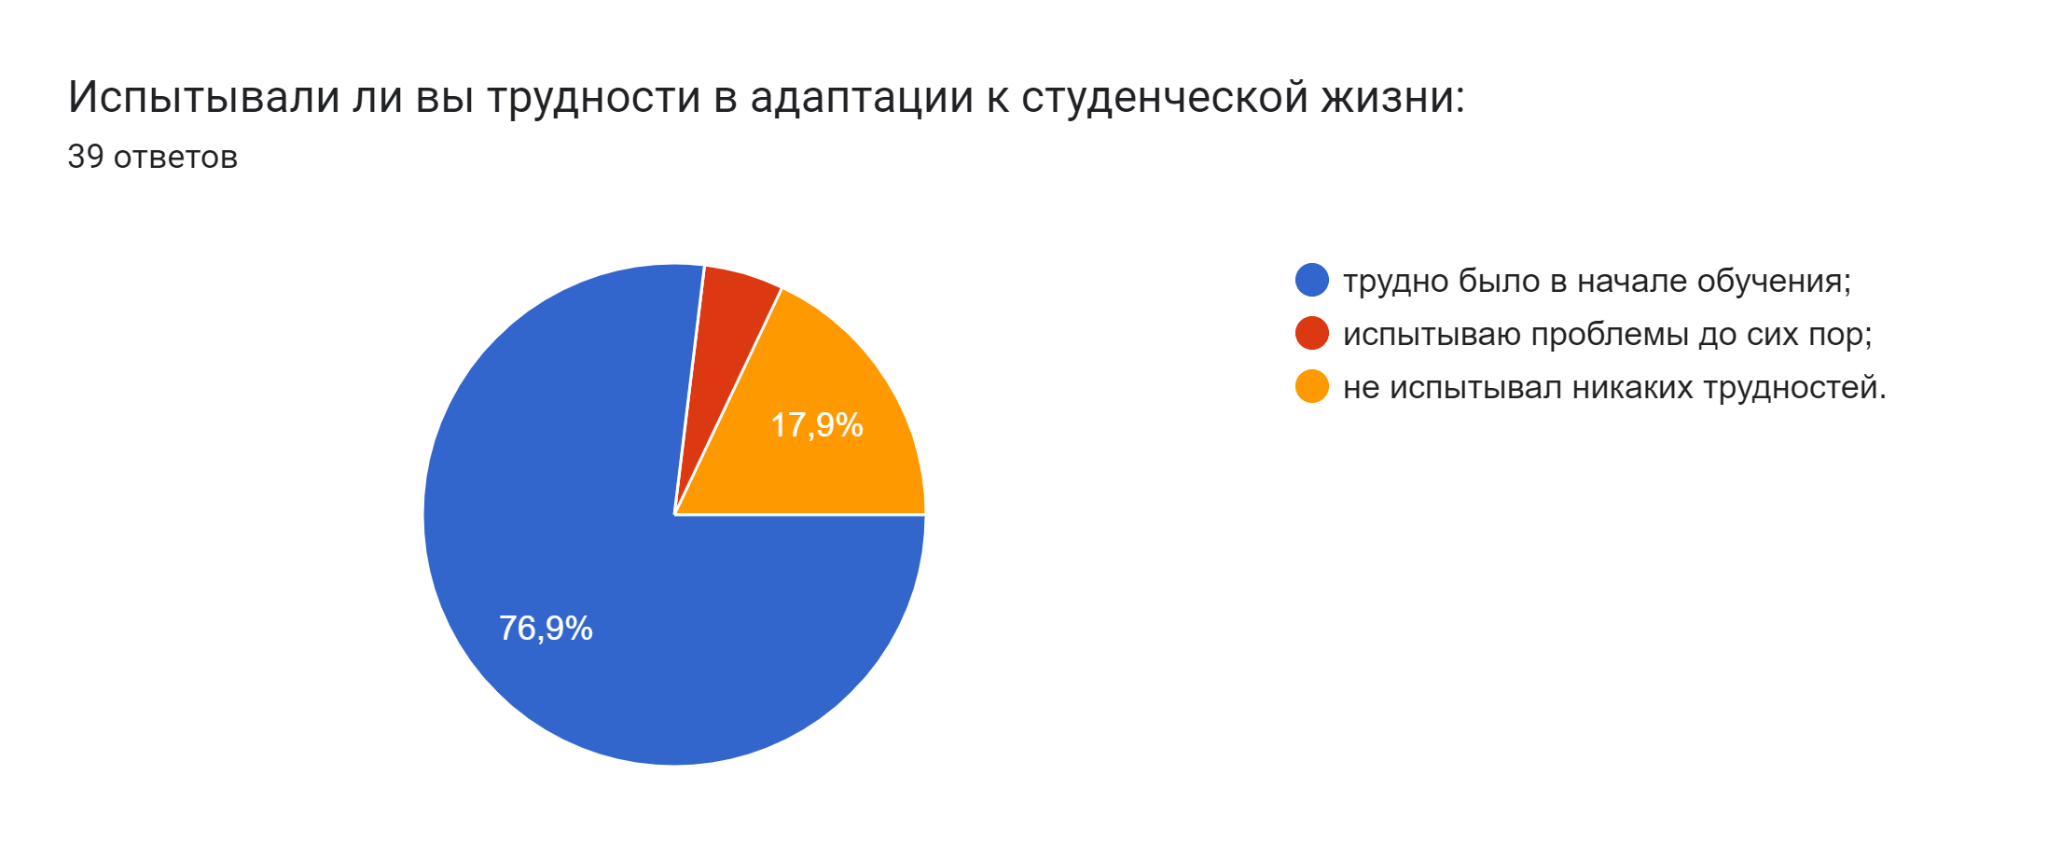 Испытывали ли вы трудности в адаптации к студенческой жизни:
39 ответов
трудно было в начале обучения;
испытываю проблемы до сих пор;
не испытывал никаких трудностей.
17,9%
76,9%